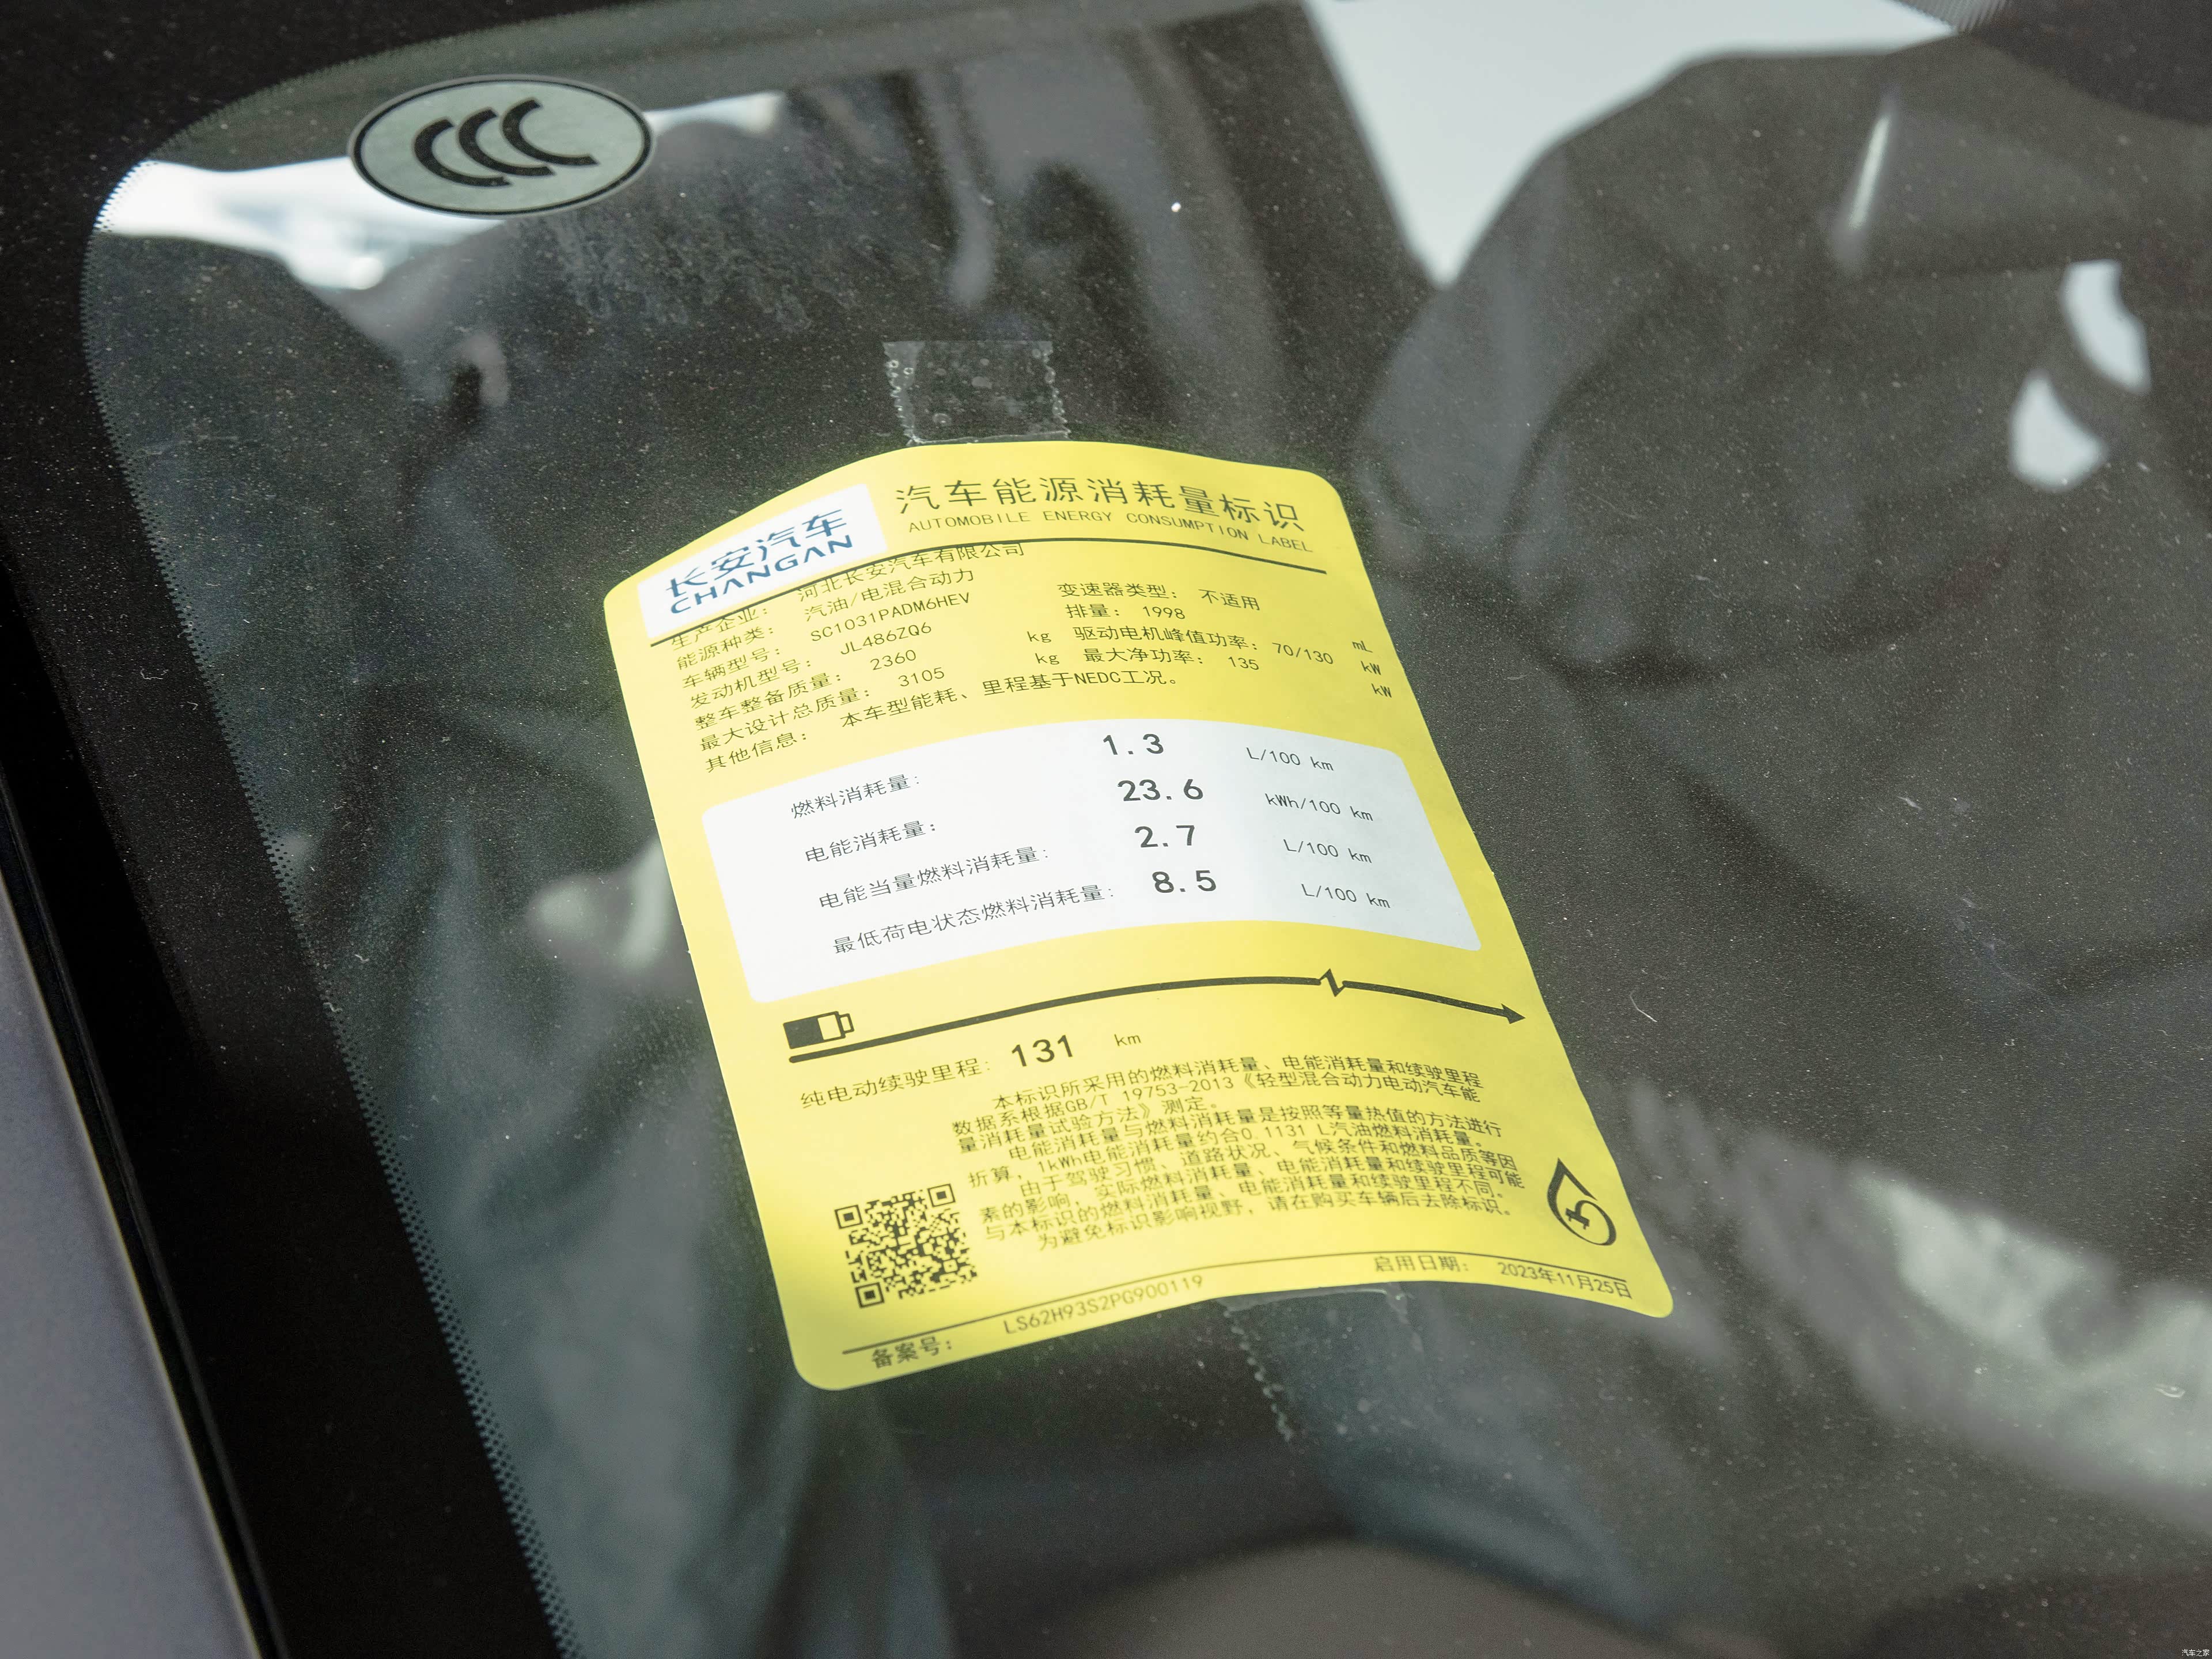 CCC
长安汽车
CHANGAN
汽车能源消耗量标识
AUTOMOBILE ENERGY CONSUMPTION LABEL
生产企业: 河北长安汽车有限公司
能源种类: 汽油/电混合动力
变速器类型: 不适用
车辆型号: SC1031PADM6HEV
排量: 1998 mL
发动机型号: JL486ZQ6
驱动电机峰值功率: 70/130 kW
整车整备质量: 2360 kg
最大净功率: 135 kW
最大设计总质量: 3105 kg
其他信息: 本车型能耗、里程基于NEDC工况。
燃料消耗量: 1.3 L/100 km
电能消耗量: 23.6 kWh/100 km
电能当量燃料消耗量: 2.7 L/100 km
最低荷电状态燃料消耗量: 8.5 L/100 km
纯电动续驶里程: 131 km
本标识所采用的燃料消耗量、电能消耗量和续驶里程
数据系根据GB/T 19753-2013《轻型混合动力电动汽车能
量消耗量试验方法》测定。
电能消耗量与燃料消耗量是按照等量热值的方法进行
折算，1kWh电能消耗量约合0.1131 L汽油燃料消耗量。
由于驾驶习惯、道路状况、气候条件和燃料品质等因
素的影响，实际燃料消耗量、电能消耗量和续驶里程可能
与本标识的燃料消耗量、电能消耗量和续驶里程不同。
为避免标识影响视野，请在购买车辆后去除标识。
备案号: LS62H93S2PG900119
启用日期: 2023年11月25日
汽车之家